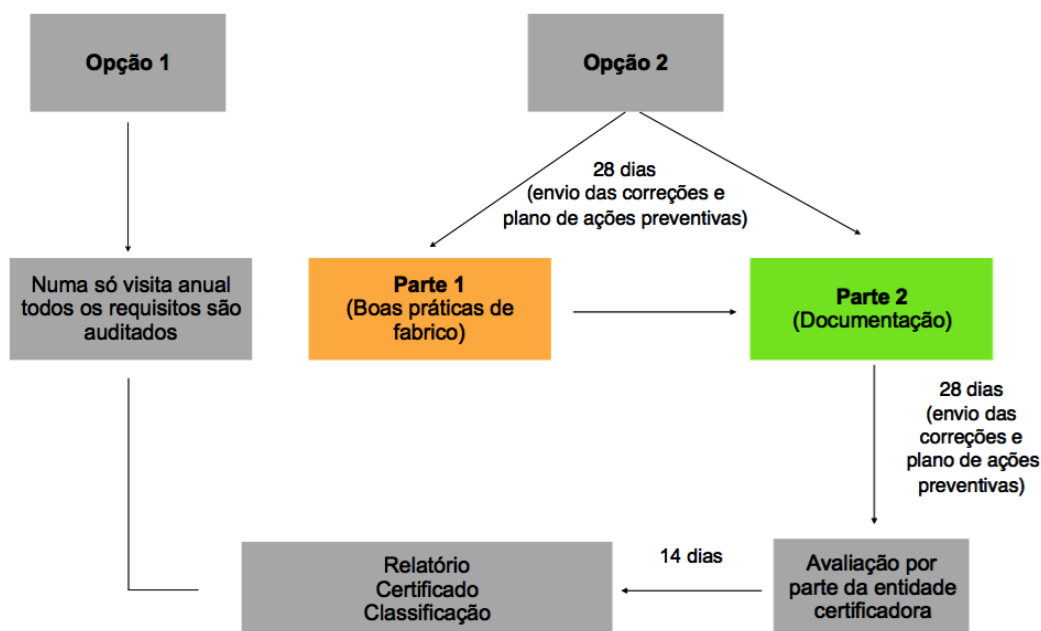 Opção 1
Opção 2
28 dias
(envio das correções e
plano de ações preventivas)
Numa só visita anual
todos os requisitos são
auditados
Parte 1
(Boas práticas de
fabrico)
Parte 2
(Documentação)
28 dias
(envio das
correções e
plano de ações
preventivas)
Relatório
Certificado
Classificação
14 dias
Avaliação por
parte da entidade
certificadora